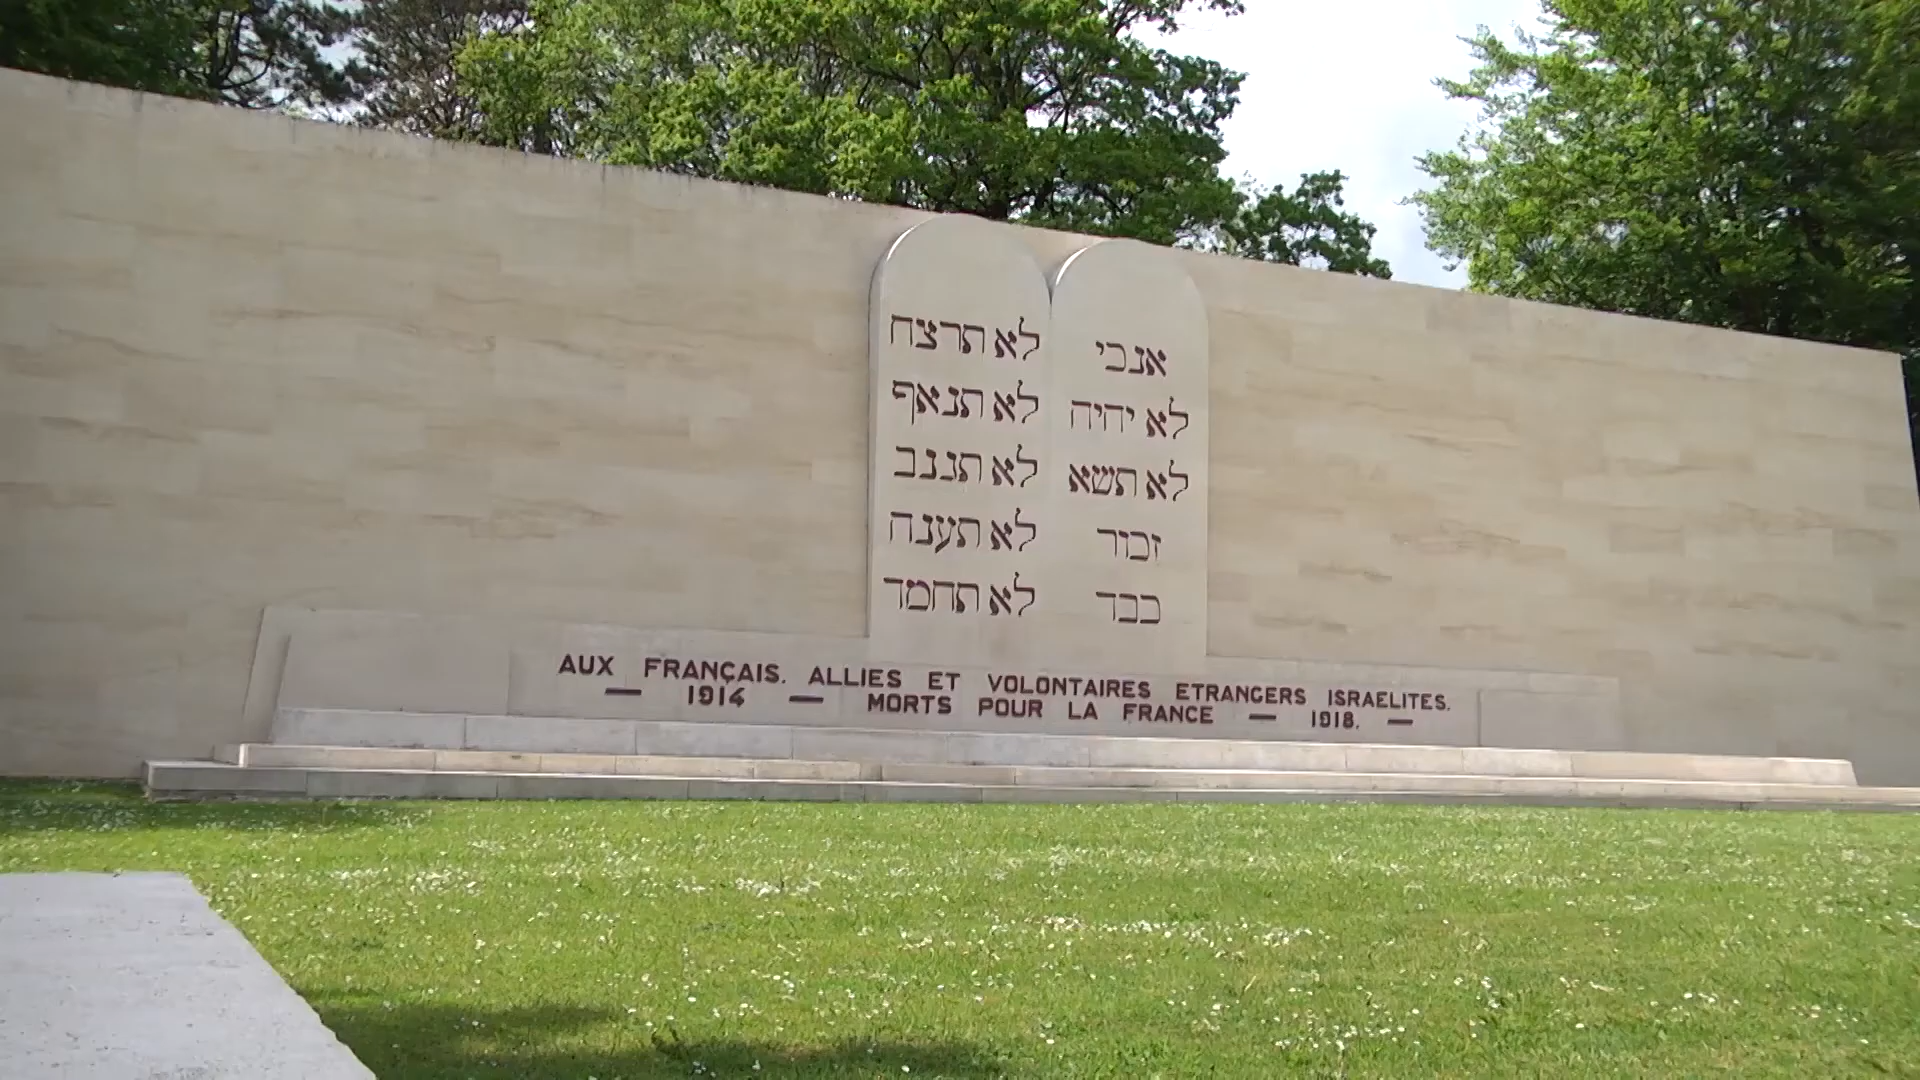 אנכי
לא יהיה
לא תשא
זכור
כבד
לא תרצח
לא תנאף
לא תגנב
לא תענה
לא תחמד
AUX FRANÇAIS. ALLIES ET VOLONTAIRES ETRANGERS ISRAELITES.
— 1914 — MORTS POUR LA FRANCE — 1918. —